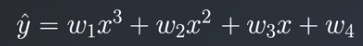 ŷ = w₁x³ + w₂x² + w₃x + w₄